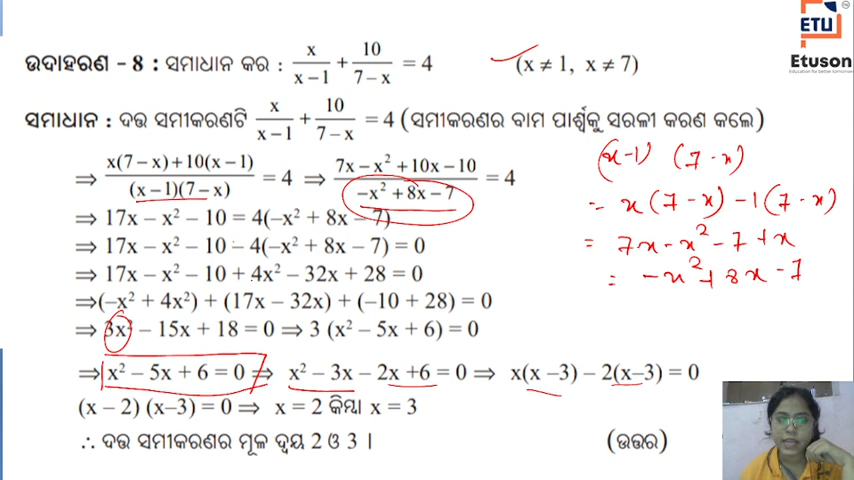 ETU
Etuson
Education for better tomorrow
ଉଦାହରଣ - 8 : ସମାଧାନ କର : x/(x−1) + 10/(7−x) = 4 (x ≠ 1, x ≠ 7)
ସମାଧାନ : ଦତ୍ତ ସମୀକରଣଟି x/(x−1) + 10/(7−x) = 4 (ସମୀକରଣର ବାମ ପାର୍ଶ୍ୱକୁ ସରଳୀ କରଣ କଲେ)
⇒ (x(7−x)+10(x−1))/((x−1)(7−x)) = 4 ⇒ (7x−x²+10x−10)/(−x²+8x−7) = 4
⇒ 17x − x² − 10 = 4(−x² + 8x − 7)
⇒ 17x − x² − 10 − 4(−x² + 8x − 7) = 0
⇒ 17x − x² − 10 + 4x² − 32x + 28 = 0
⇒(−x² + 4x²) + (17x − 32x) + (−10 + 28) = 0
⇒ 3x² − 15x + 18 = 0 ⇒ 3 (x² − 5x + 6) = 0
⇒ x² − 5x + 6 = 0 ⇒ x² − 3x − 2x +6 = 0 ⇒ x(x −3) − 2(x−3) = 0
(x − 2) (x−3) = 0 ⇒ x = 2 କିମ୍ବା x = 3
∴ ଦତ୍ତ ସମୀକରଣର ମୂଳ ଦ୍ୱୟ 2 ଓ 3 । (ଉତ୍ତର)
(x-1) (7-x)
= x(7-x) -1(7-x)
= 7x - x² - 7 + x
= -x² + 8x - 7